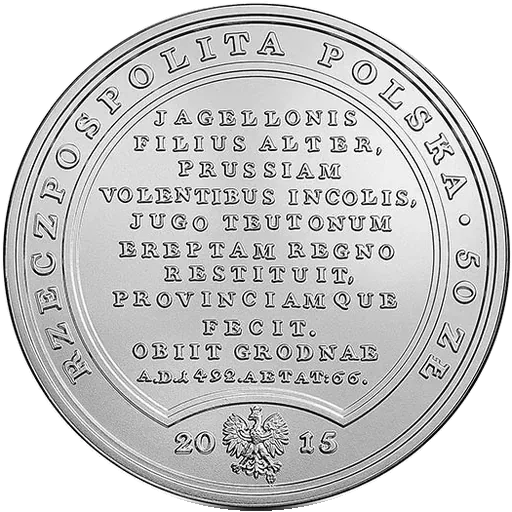 RZECZPOSPOLITA POLSKA · 50 ZŁ
JAGELLONIS
FILIUS ALTER,
PRUSSIAM
VOLENTIBUS INCOLIS,
JUGO TEUTONUM
EREPTAM REGNO
RESTITUIT,
PROVINCIAMQUE
FECIT.
OBIIT GRODNAE
A.D.1492.AETAT:66.
2015